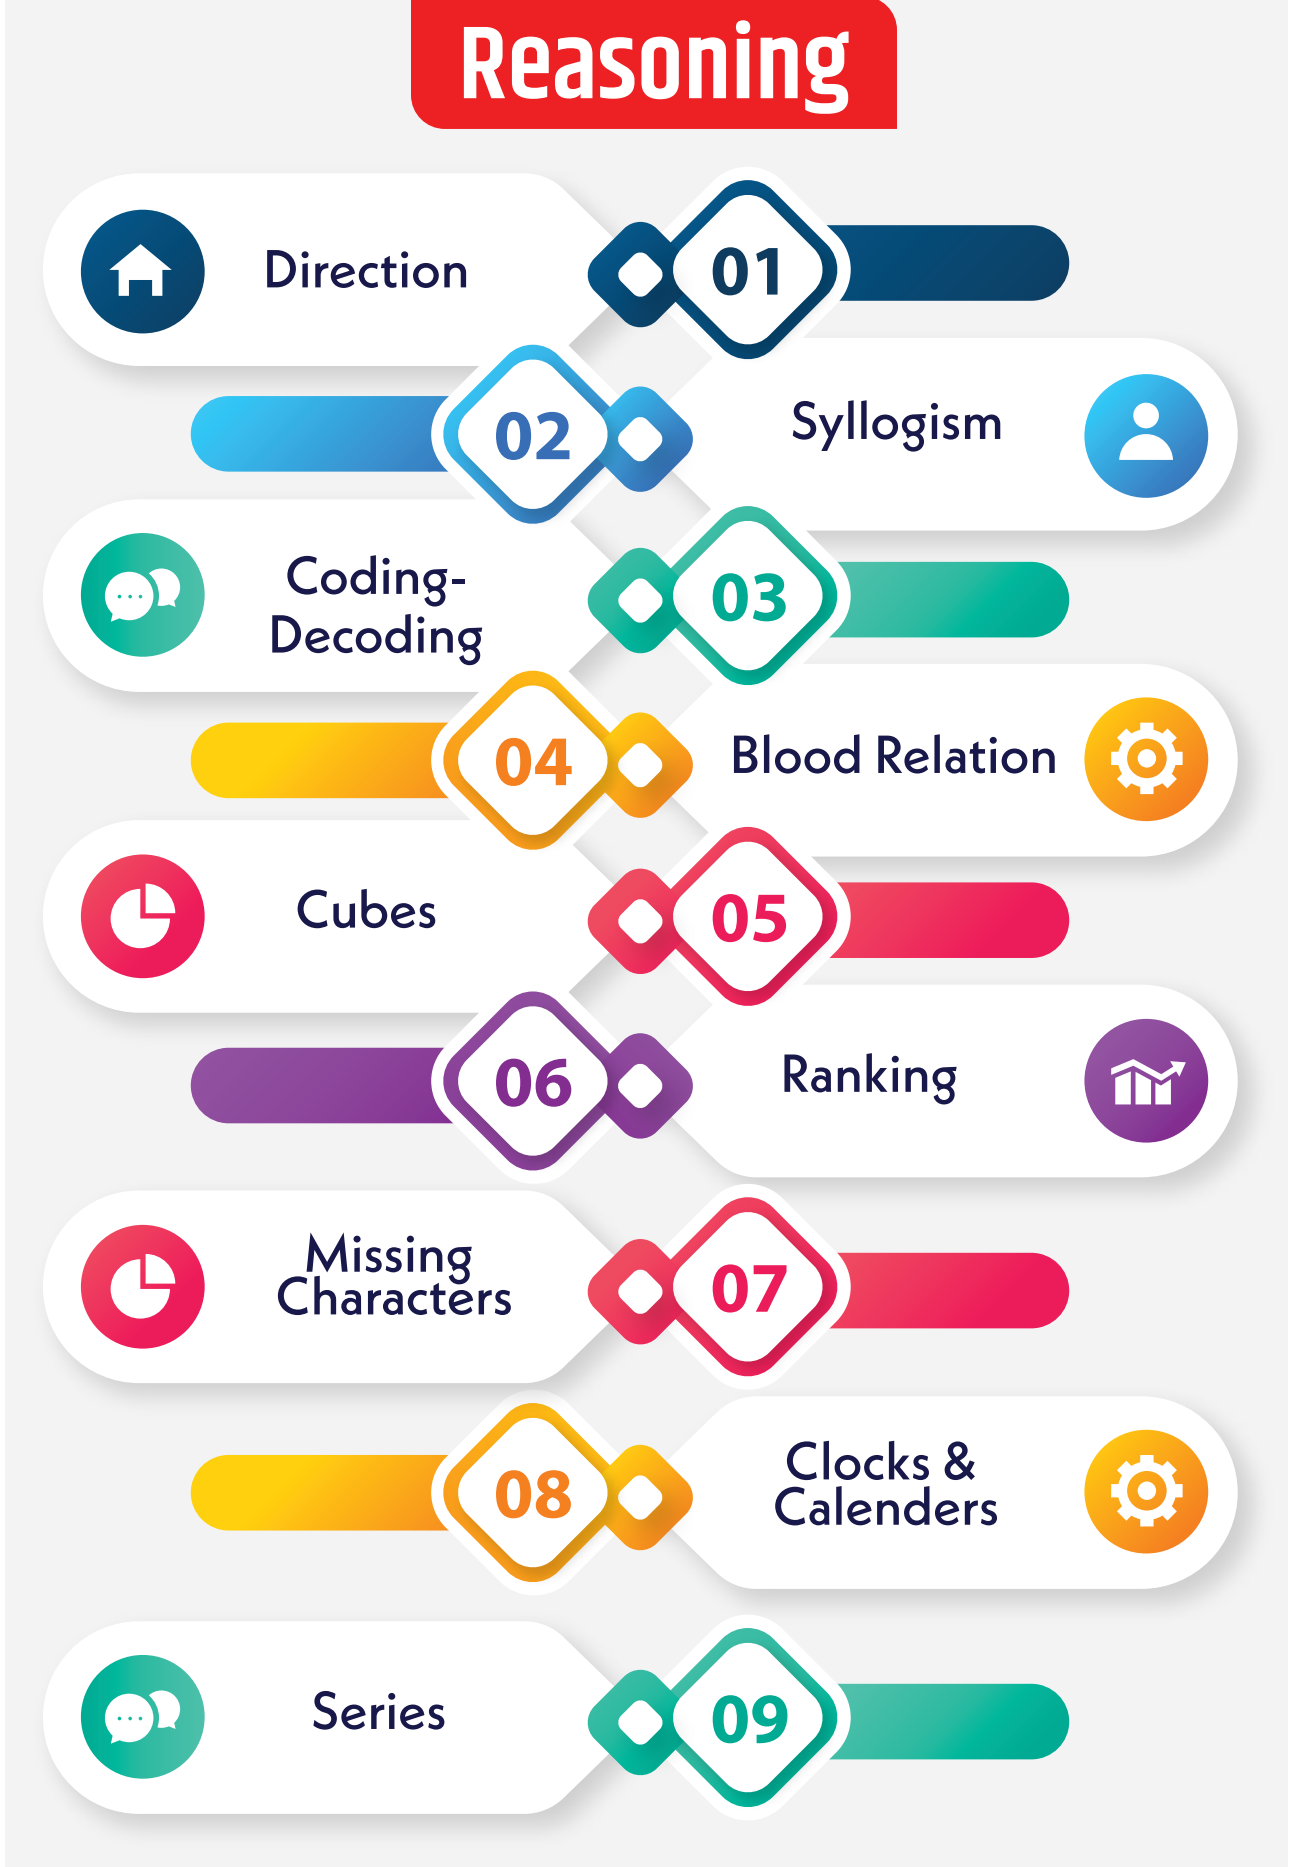 Reasoning
Direction
01
02
Syllogism
Coding-
Decoding
03
04
Blood Relation
Cubes
05
06
Ranking
Missing
Characters
07
08
Clocks &
Calenders
Series
09